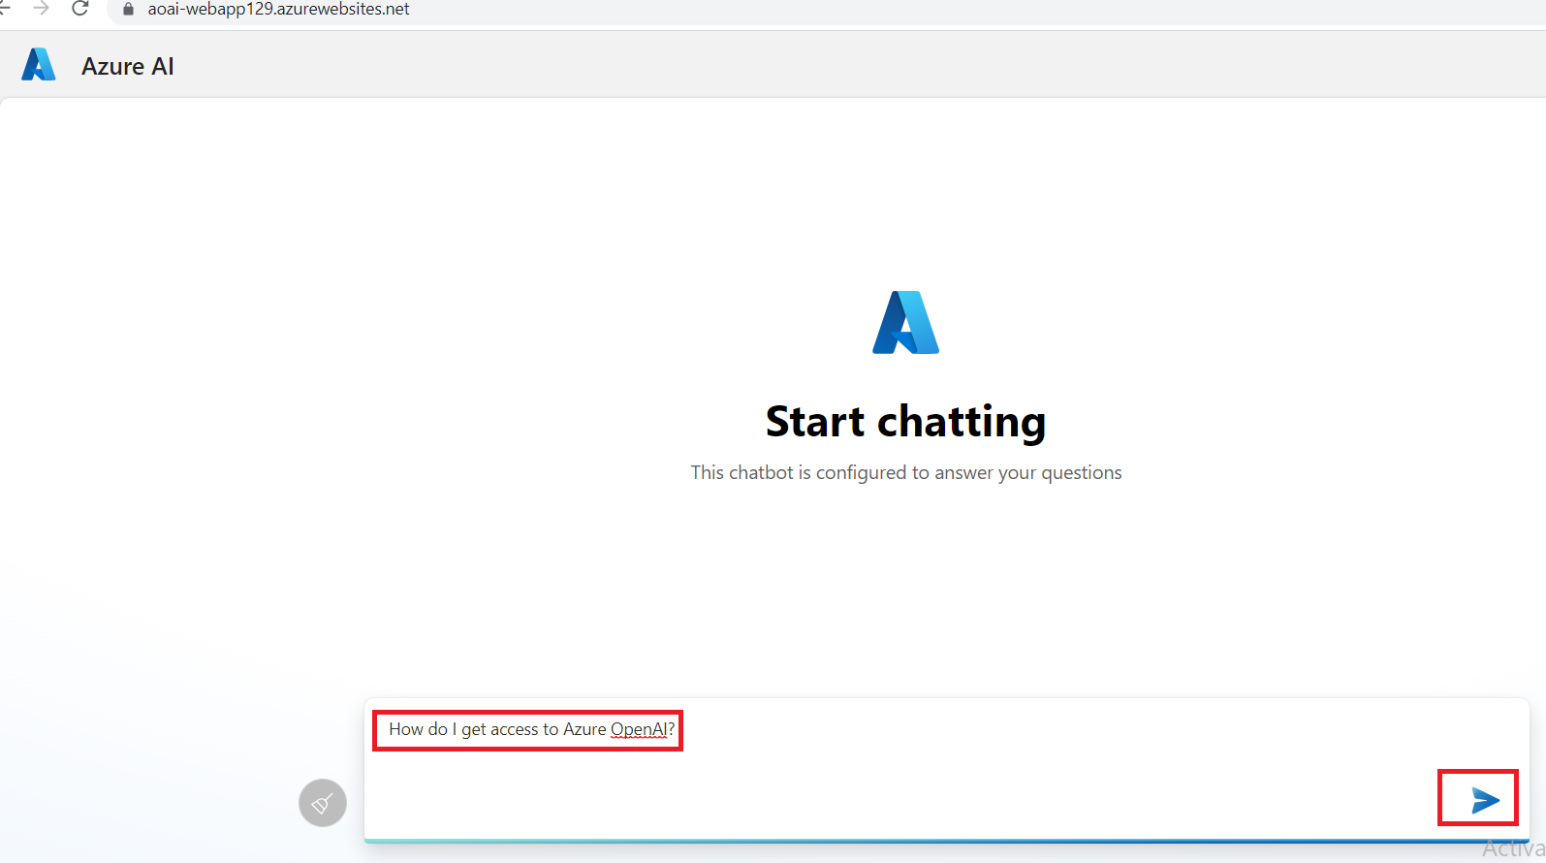 aoai-webapp129.azurewebsites.net
Azure AI
Start chatting
This chatbot is configured to answer your questions
How do I get access to Azure OpenAI?
Activa